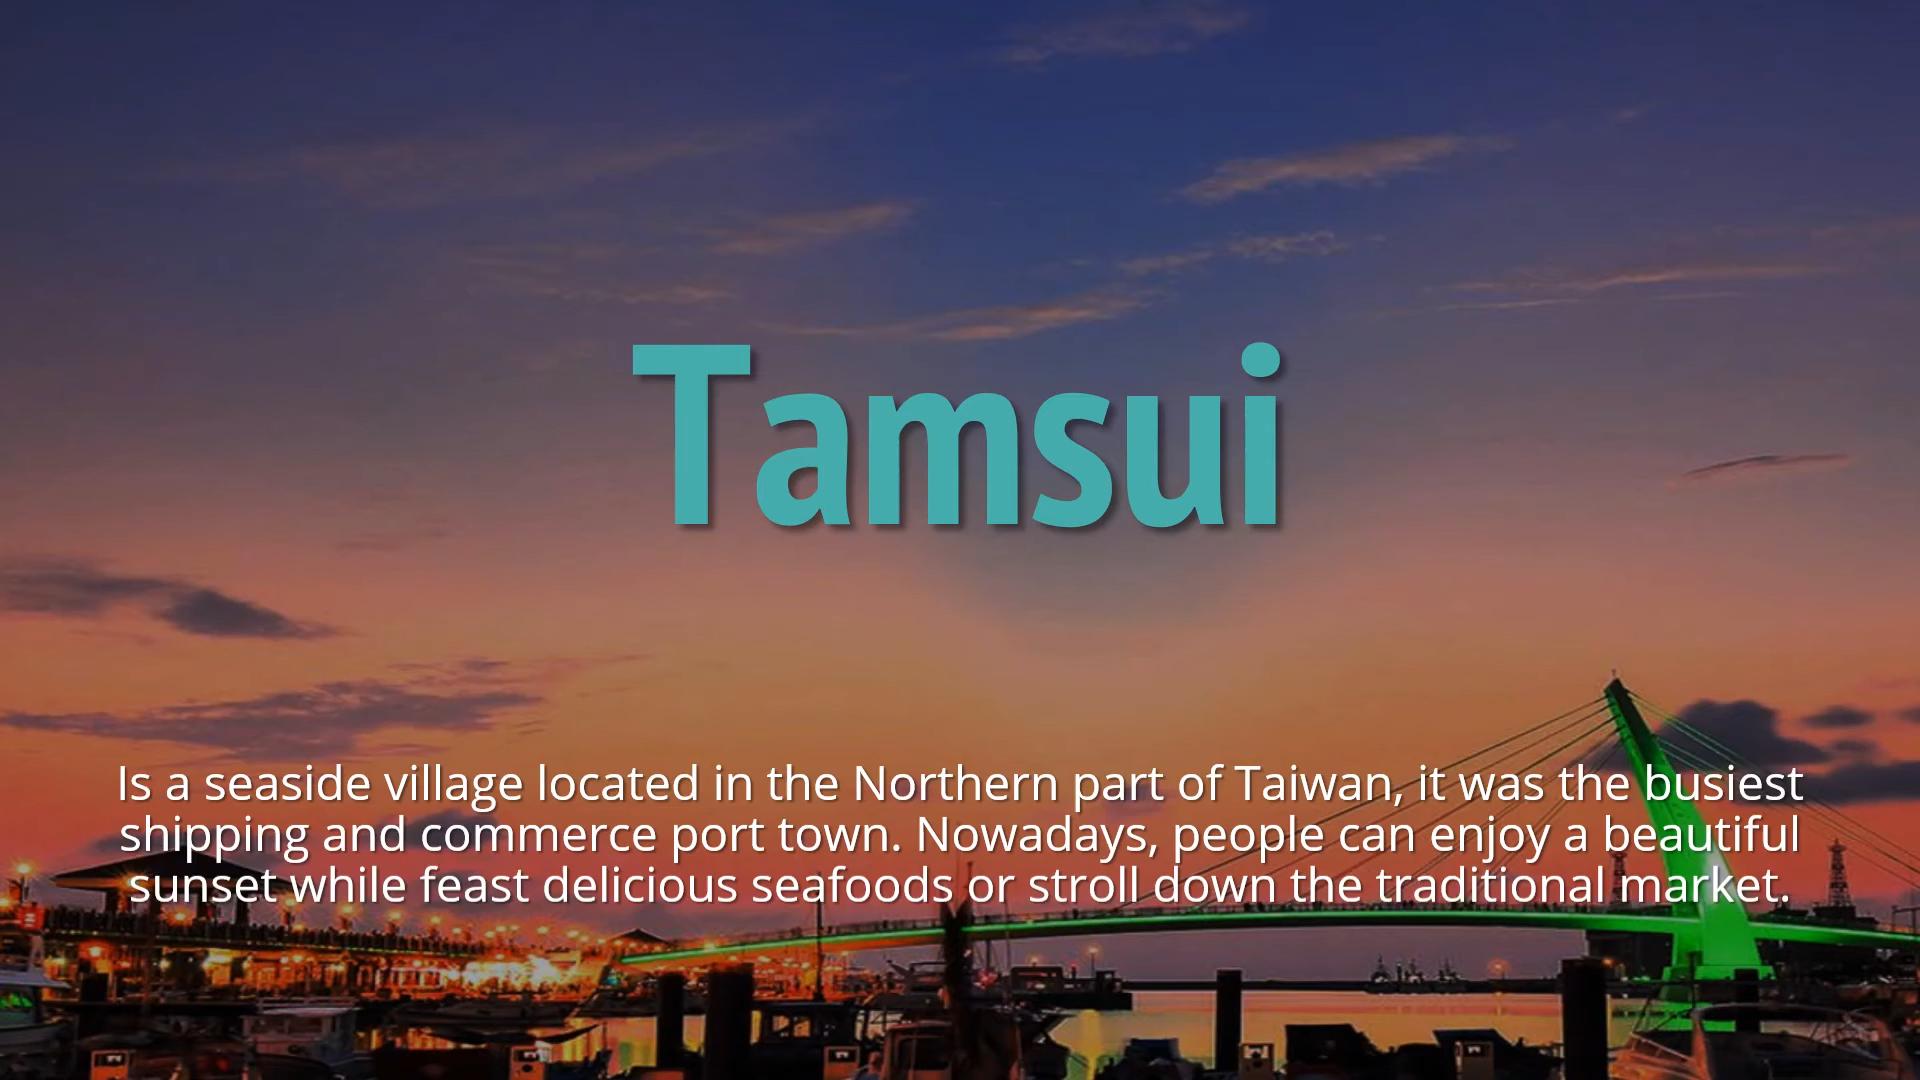 Tamsui
Is a seaside village located in the Northern part of Taiwan, it was the busiest
shipping and commerce port town. Nowadays, people can enjoy a beautiful
sunset while feast delicious seafoods or stroll down the traditional market.